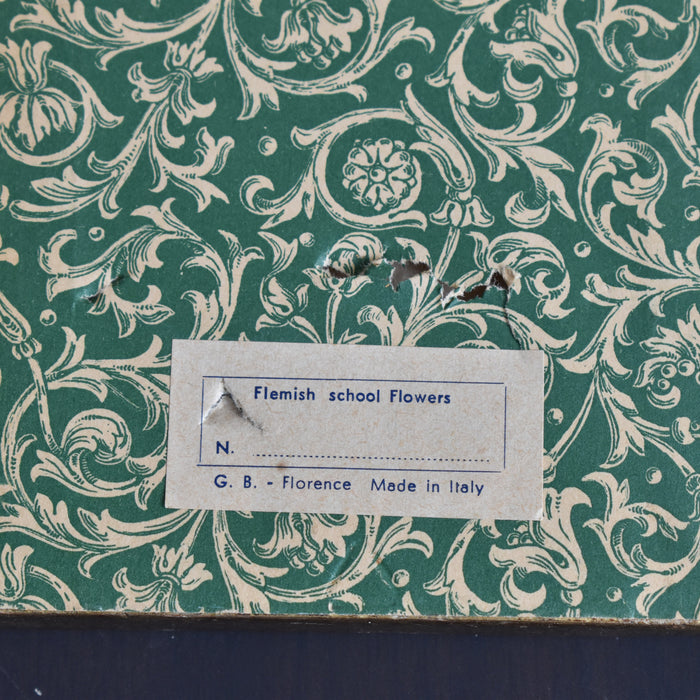 Flemish school Flowers
N. ..............................................................
G. B. - Florence Made in Italy